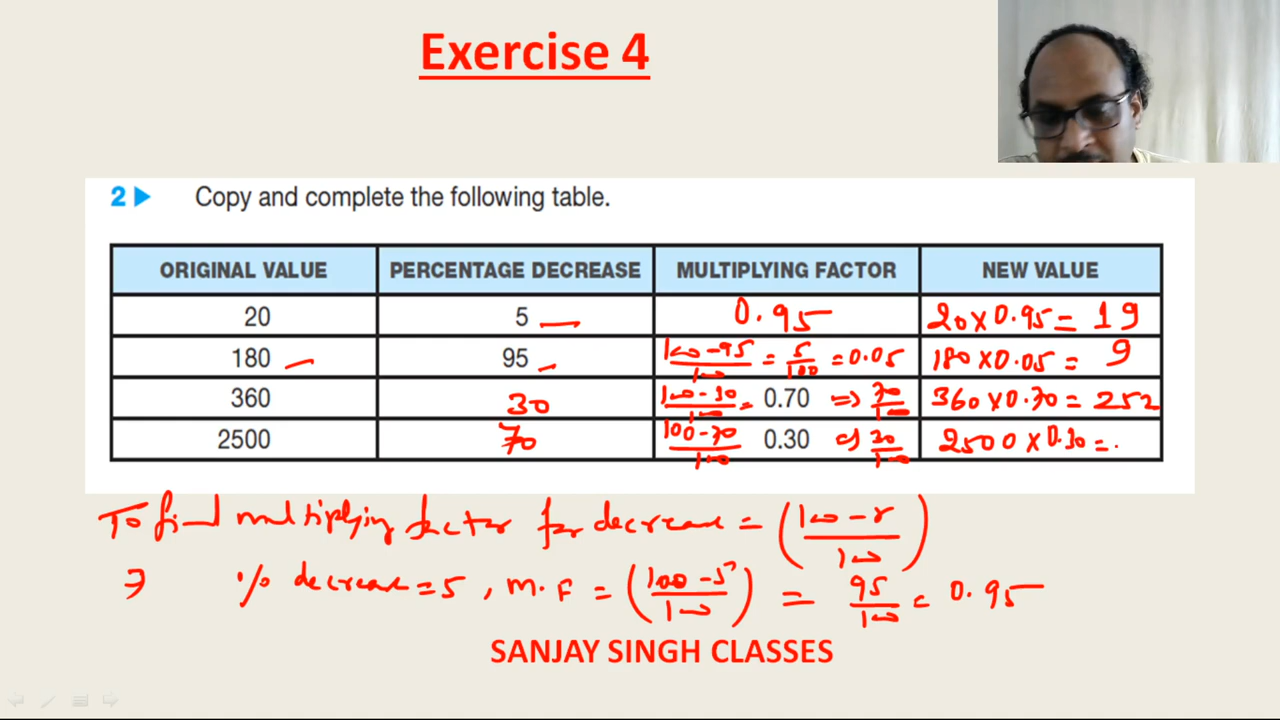 Exercise 4
2 ▶ Copy and complete the following table.
ORIGINAL VALUE PERCENTAGE DECREASE MULTIPLYING FACTOR NEW VALUE
20 5 0.95 20×0.95 = 19
180 95 100-95/100 = 5/100 = 0.05 180×0.05 = 9
360 30 100-30/100 = 0.70 => 70/100 360×0.70 = 252
2500 70 100-70/100 0.30 => 30/100 2500×0.30 =
To find multiplying factor for decrease = (100-r/100)
=> % decrease = 5, M.F = (100-5/100) = 95/100 = 0.95
SANJAY SINGH CLASSES